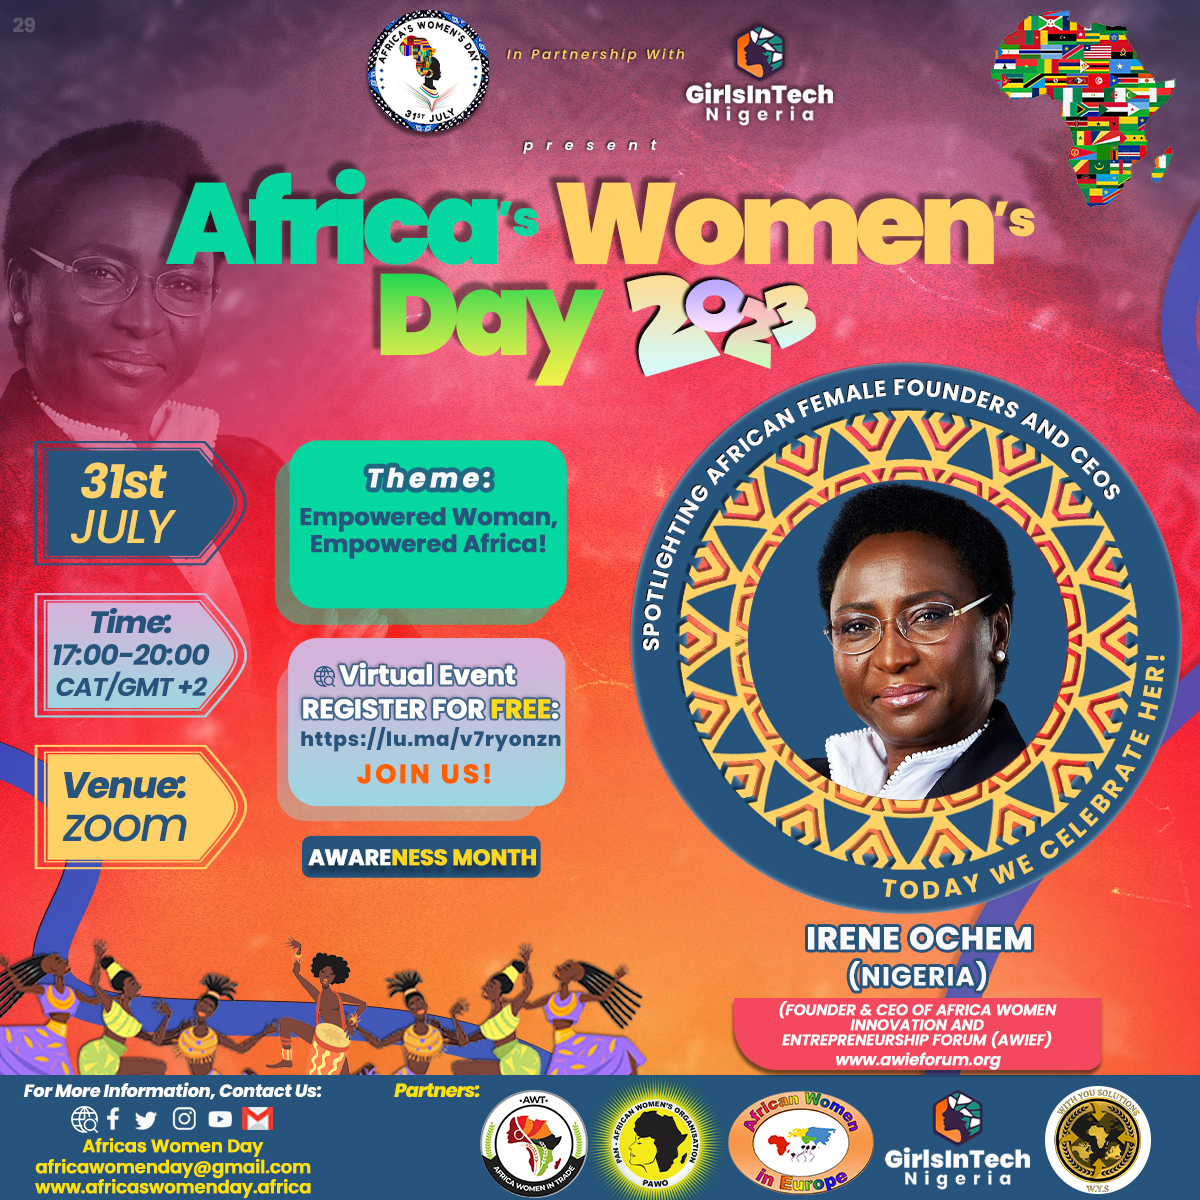 29
AFRICA'S WOMEN'S DAY
31ST JULY
In Partnership With
GirlsInTech
Nigeria
present
Africa's Women's
Day 2023
SPOTLIGHTING AFRICAN FEMALE FOUNDERS AND CEOS
TODAY WE CELEBRATE HER!
31st
JULY
Theme:
Empowered Woman,
Empowered Africa!
Time:
17:00-20:00
CAT/GMT +2
Virtual Event
REGISTER FOR FREE:
https://lu.ma/v7ryonzn
JOIN US!
Venue:
zoom
AWARENESS MONTH
IRENE OCHEM
(NIGERIA)
(FOUNDER & CEO OF AFRICA WOMEN
INNOVATION AND
ENTREPRENEURSHIP FORUM (AWIEF)
www.awieforum.org
For More Information, Contact Us:
Africas Women Day
africawomenday@gmail.com
www.africaswomenday.africa
Partners:
·AWT·
AFRICA WOMEN IN TRADE
PAN - AFRICAN WOMEN'S ORGANISATION
PAWO
African Women
in Europe
GirlsInTech
Nigeria
WITH YOU SOLUTIONS
W.Y.S